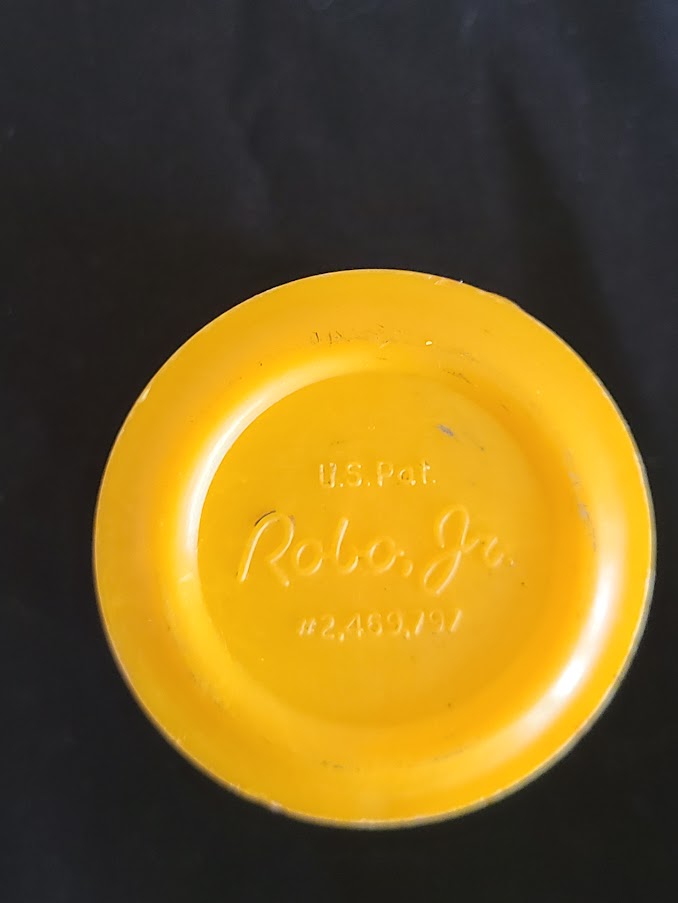 U.S. Pat.
Robo, Jr.
#2,469,797